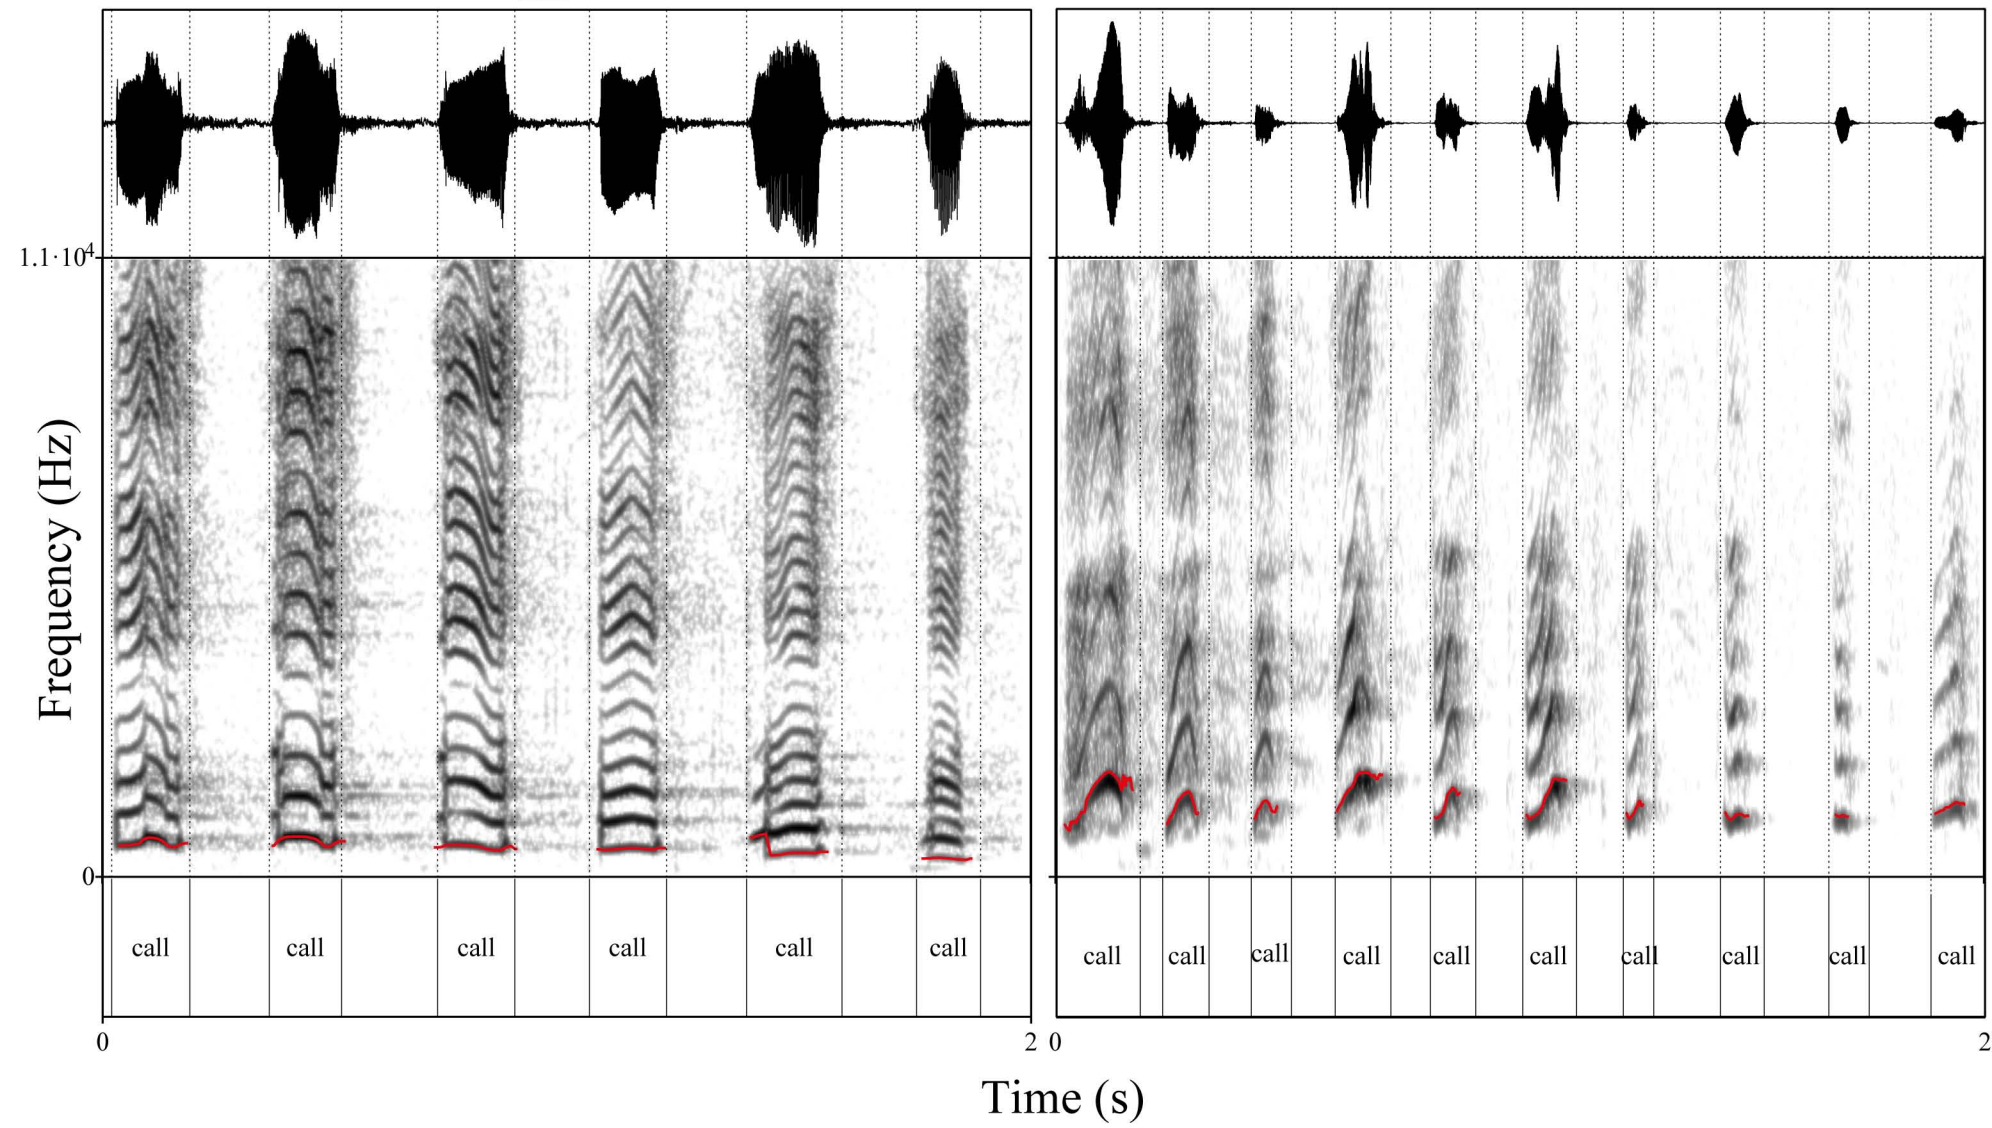 1.1·10⁴
Frequency (Hz)
0
call call call call call call
call call call call call call call call call call
0 2 0 2
Time (s)